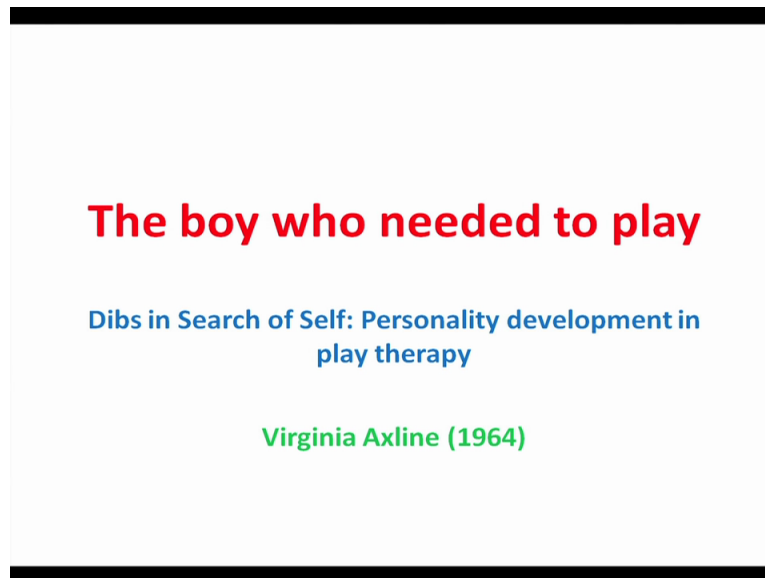 The boy who needed to play
Dibs in Search of Self: Personality development in
play therapy
Virginia Axline (1964)